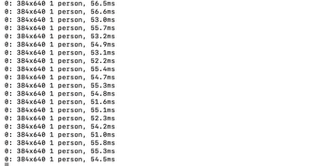 0: 384x640 1 person, 56.5ms
0: 384x640 1 person, 56.6ms
0: 384x640 1 person, 53.0ms
0: 384x640 1 person, 55.7ms
0: 384x640 1 person, 53.2ms
0: 384x640 1 person, 54.9ms
0: 384x640 1 person, 53.1ms
0: 384x640 1 person, 52.2ms
0: 384x640 1 person, 55.4ms
0: 384x640 1 person, 54.7ms
0: 384x640 1 person, 55.3ms
0: 384x640 1 person, 54.8ms
0: 384x640 1 person, 51.6ms
0: 384x640 1 person, 55.1ms
0: 384x640 1 person, 52.3ms
0: 384x640 1 person, 54.2ms
0: 384x640 1 person, 51.0ms
0: 384x640 1 person, 55.8ms
0: 384x640 1 person, 55.3ms
0: 384x640 1 person, 54.5ms